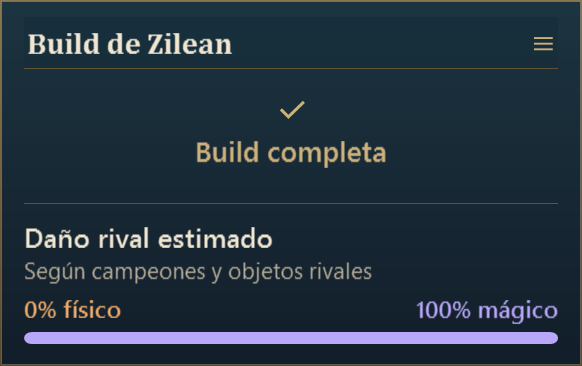 Build de Zilean
Build completa
Daño rival estimado
Según campeones y objetos rivales
0% físico
100% mágico